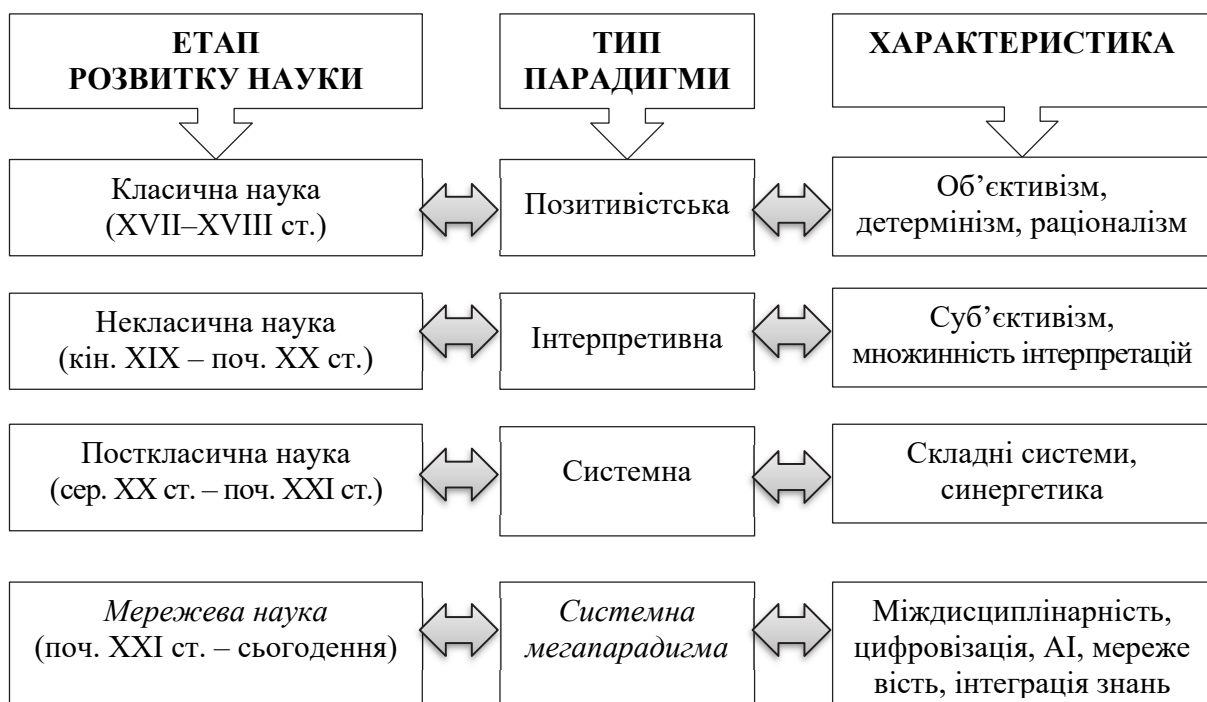 ЕТАП
РОЗВИТКУ НАУКИ
ТИП
ПАРАДИГМИ
ХАРАКТЕРИСТИКА
Класична наука
(XVII–XVIII ст.)
Позитивістська
Об’єктивізм,
детермінізм, раціоналізм
Некласична наука
(кін. XIX – поч. XX ст.)
Інтерпретивна
Суб’єктивізм,
множинність інтерпретацій
Посткласична наука
(сер. XX ст. – поч. XXI ст.)
Системна
Складні системи,
синергетика
Мережева наука
(поч. XXI ст. – сьогодення)
Системна
мегапарадигма
Міждисциплінарність,
цифровізація, AI, мереже
вість, інтеграція знань